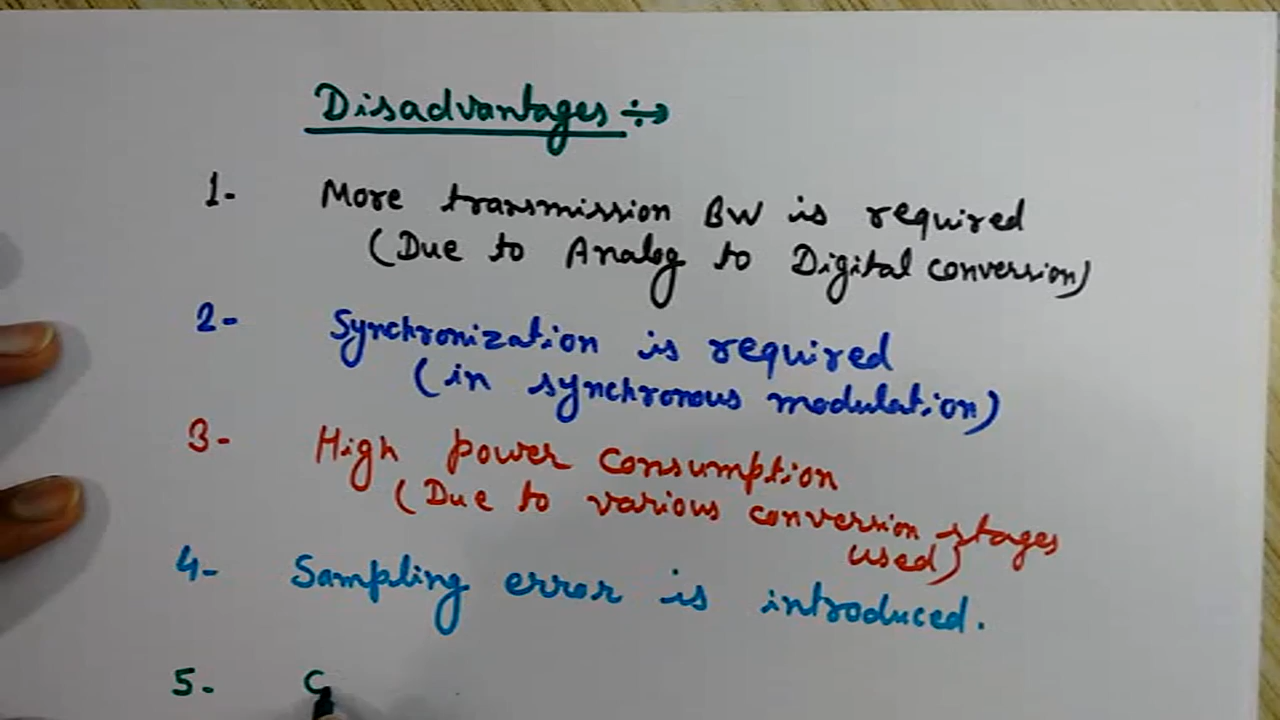 Disadvantages ÷→
1- More transmission BW is required
(Due to Analog to Digital conversion)
2- Synchronization is required
(in synchronous modulation)
3- High power consumption
(Due to various conversion stages
used)
4- Sampling error is introduced.
5-